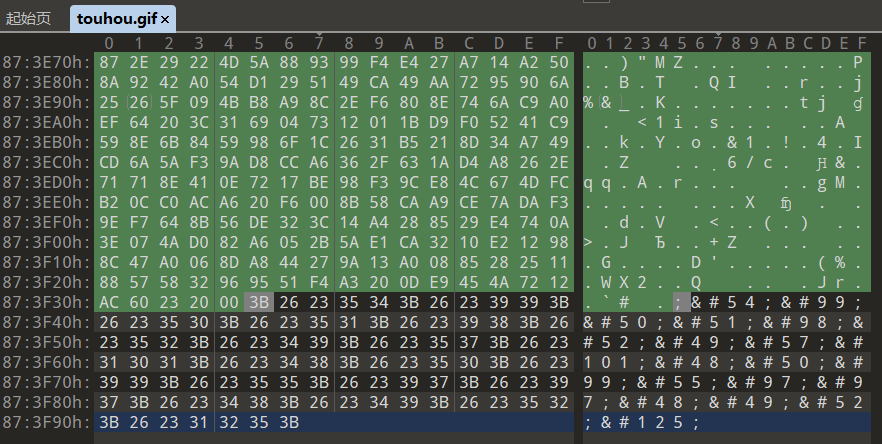 起始页 touhou.gif ×
0 1 2 3 4 5 6 7 8 9 A B C D E F 0 1 2 3 4 5 6 7 8 9 A B C D E F
87:3E70h: 87 2E 29 22 4D 5A 88 93 99 F4 E4 27 A7 14 A2 50 . . ) " M Z . . . . . . . P
87:3E80h: 8A 92 42 A0 54 D1 29 51 49 CA 49 AA 72 95 90 6A . . B . T . Q I . . r . . j
87:3E90h: 25 26 5F 09 4B B8 A9 8C 2E F6 80 8E 74 6A C9 A0 % & _ . K . . . . . . . t j ɠ
87:3EA0h: EF 64 20 3C 31 69 04 73 12 01 1B D9 F0 52 41 C9 . . < 1 i . s . . . . . . A
87:3EB0h: 59 8E 6B 84 59 98 6F 1C 26 31 B5 21 8D 34 A7 49 . . k . Y . o . & 1 . ! . 4 . I
87:3EC0h: CD 6A 5A F3 9A D8 CC A6 36 2F 63 1A D4 A8 26 2E . . Z . . . 6 / c . Ԩ & .
87:3ED0h: 71 71 8E 41 0E 72 17 BE 98 F3 9C E8 4C 67 4D FC q q . A . r . . . . . g M .
87:3EE0h: B2 0C C0 AC A6 20 F6 00 8B 58 CA A9 CE 7A DA F3 . . . . . . . . X ʩ . . .
87:3EF0h: 9E F7 64 8B 56 DE 32 3C 14 A4 28 85 29 E4 74 0A . . d . V . < . . ( . ) . .
87:3F00h: 3E 07 4A D0 82 A6 05 2B 5A E1 CA 32 10 E2 12 98 > . J Ђ . . + Z . . . . . .
87:3F10h: 8C 47 A0 06 8D A8 44 27 9A 13 A0 08 85 28 25 11 . G . . . . D ' . . . . . ( % .
87:3F20h: 88 57 58 32 96 95 51 F4 A3 20 0D E9 45 4A 72 12 . W X 2 . . Q . . . . J r .
87:3F30h: AC 60 23 20 00 3B 26 23 35 34 3B 26 23 39 39 3B . ` # . ; & # 5 4 ; & # 9 9 ;
87:3F40h: 26 23 35 30 3B 26 23 35 31 3B 26 23 39 38 3B 26 & # 5 0 ; & # 5 1 ; & # 9 8 ; &
87:3F50h: 23 35 32 3B 26 23 34 39 3B 26 23 35 37 3B 26 23 # 5 2 ; & # 4 9 ; & # 5 7 ; & #
87:3F60h: 31 30 31 3B 26 23 34 38 3B 26 23 35 30 3B 26 23 1 0 1 ; & # 4 8 ; & # 5 0 ; & #
87:3F70h: 39 39 3B 26 23 35 35 3B 26 23 39 37 3B 26 23 39 9 9 ; & # 5 5 ; & # 9 7 ; & # 9
87:3F80h: 37 3B 26 23 34 38 3B 26 23 34 39 3B 26 23 35 32 7 ; & # 4 8 ; & # 4 9 ; & # 5 2
87:3F90h: 3B 26 23 31 32 35 3B ; & # 1 2 5 ;